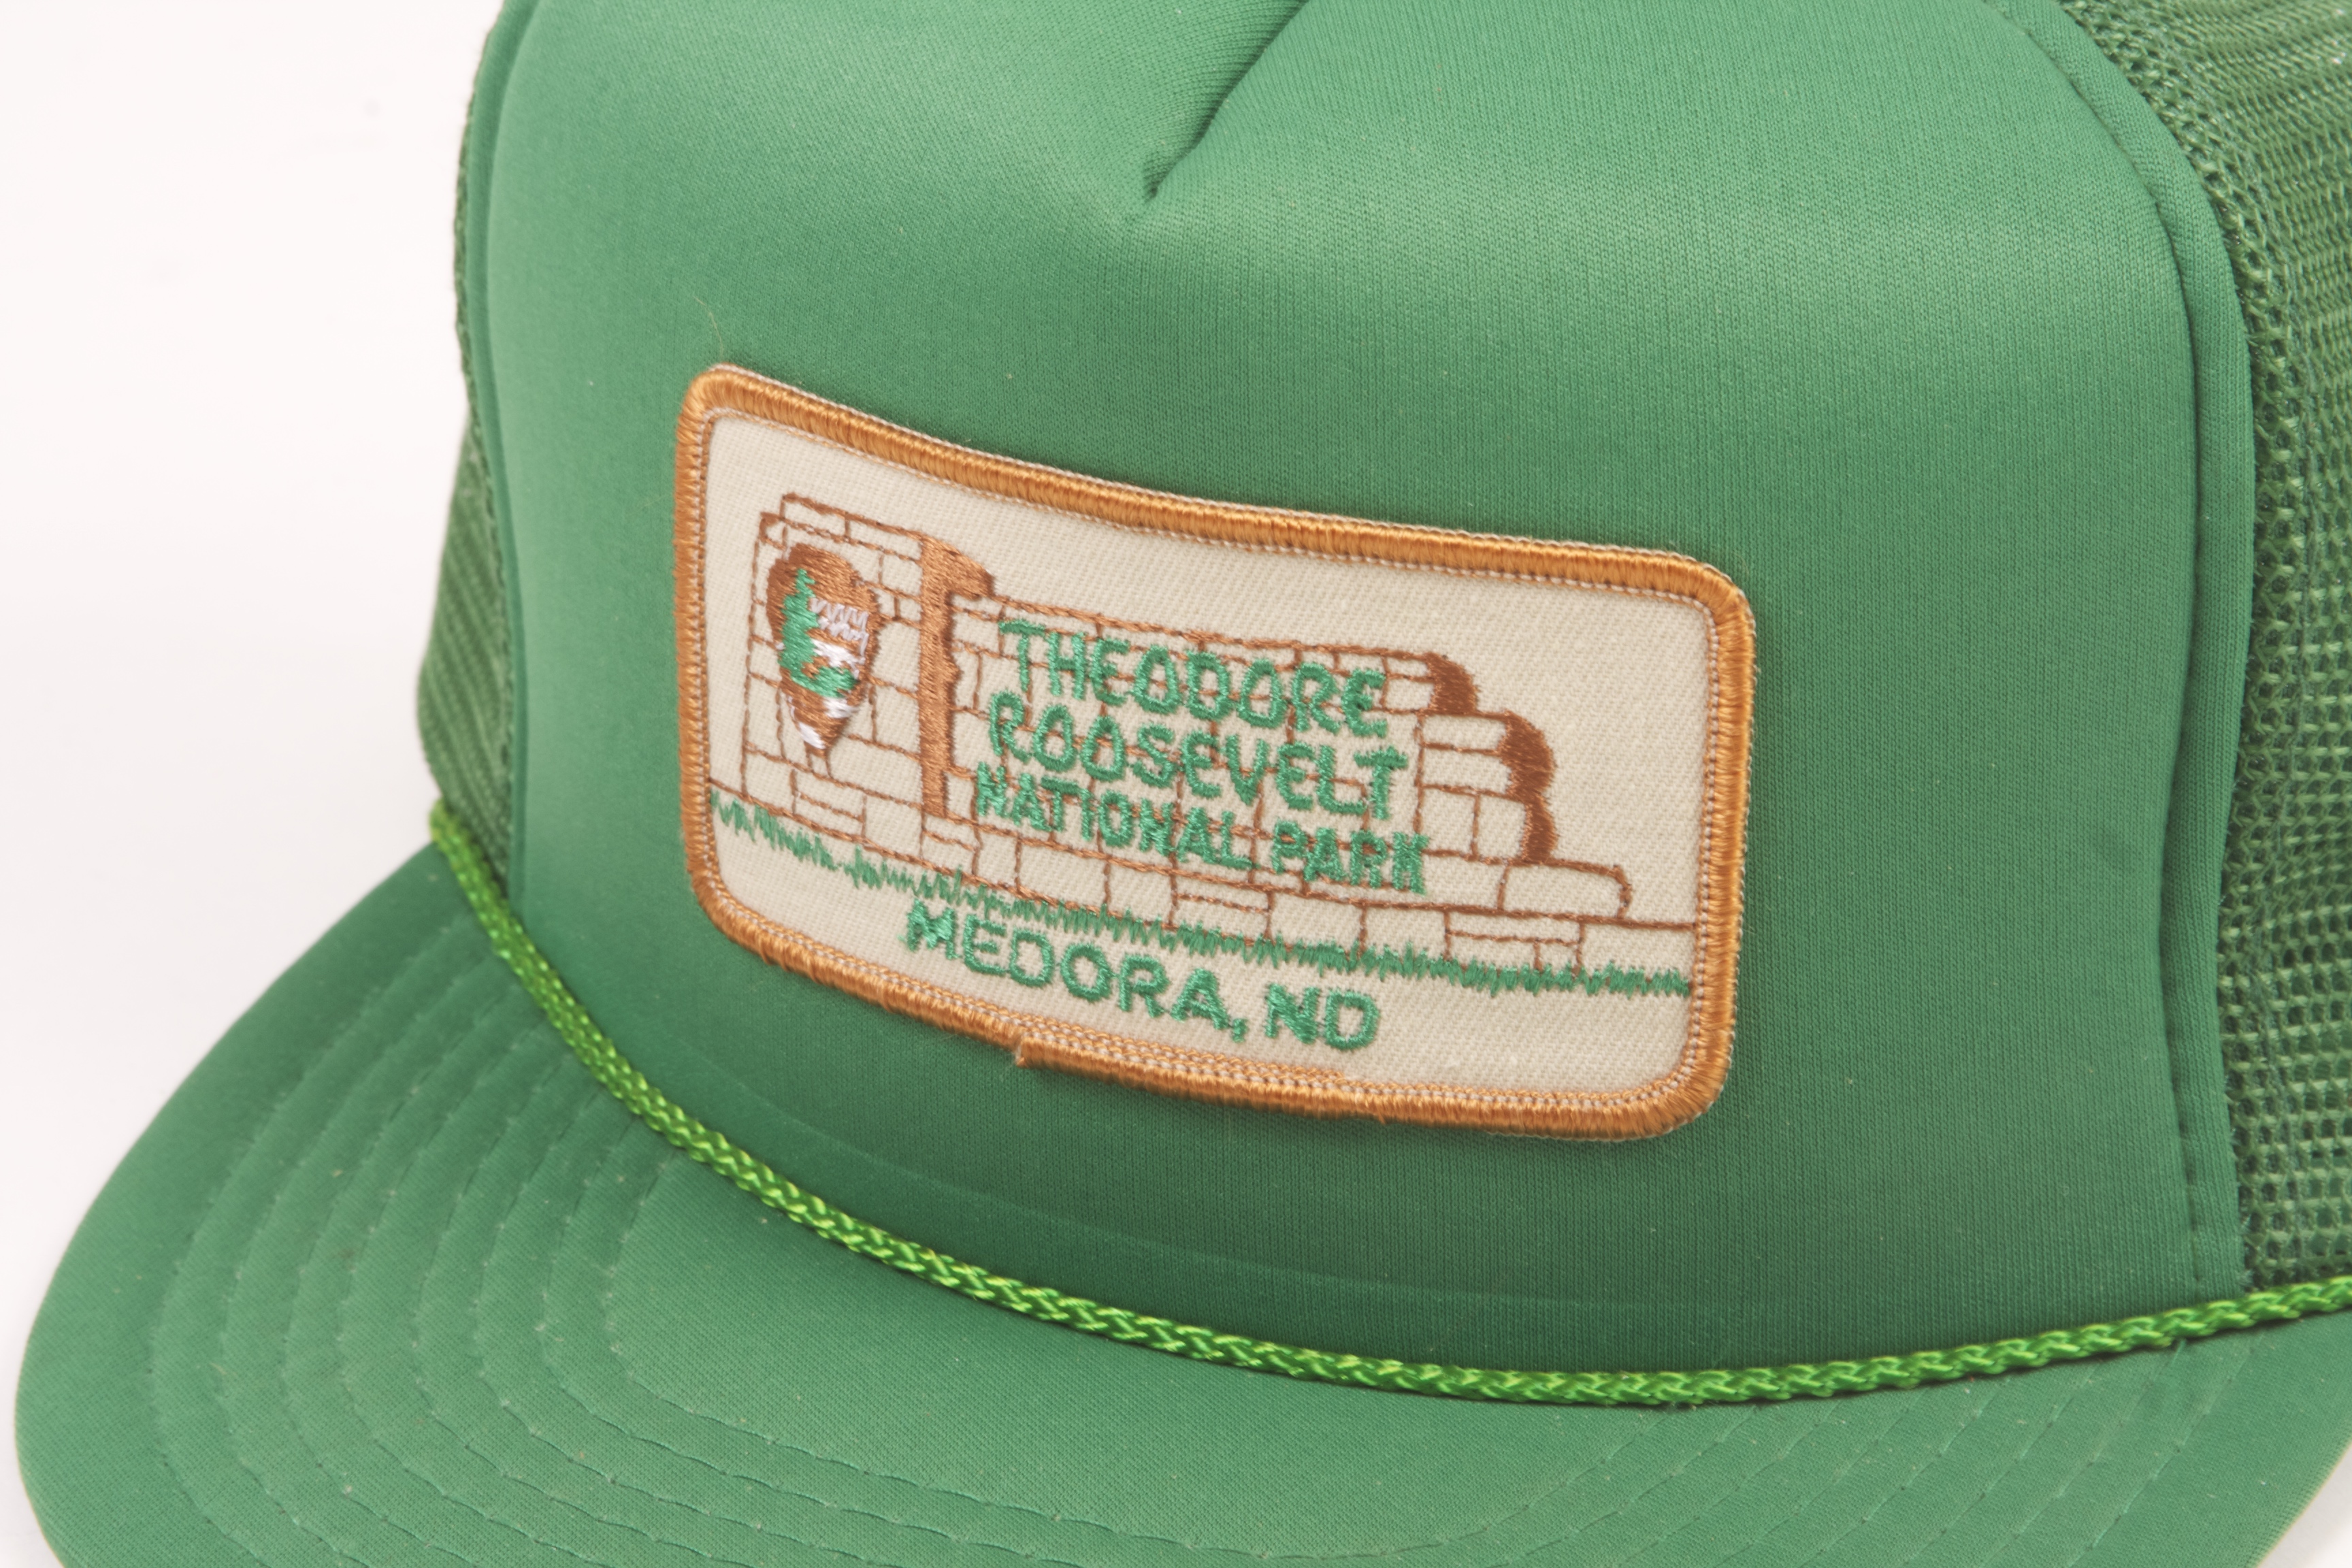 THEODORE
ROOSEVELT
NATIONAL PARK
MEDORA, ND